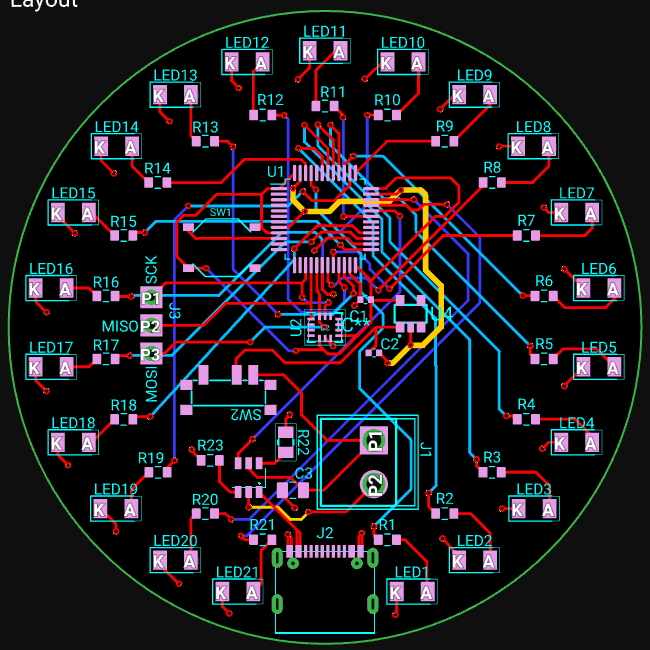 Layout
LED11
LED12
LED10
K A
K A
K A
LED13
LED9
K A
K A
R11
R12
R10
LED14
R13
R9
LED8
K A
K A
U1
R14
R8
LED15
LED7
K A
SW1
K A
R15
R7
LED16
SCK
LED6
K A
R16
P1
J3
R6
K A
C1
U4
MISO
P2
U2
C**
LED17
R17
P3
C2
R5
LED5
K A
K A
MOSI
R18
SW2
R4
LED18
R22
P1
J1
LED4
K A
K A
R23
R19
R3
C3
P2
LED19
LED3
K A
R20
R2
K A
R21
J2
R1
LED20
LED2
K A
K A
LED21
LED1
K A
K A